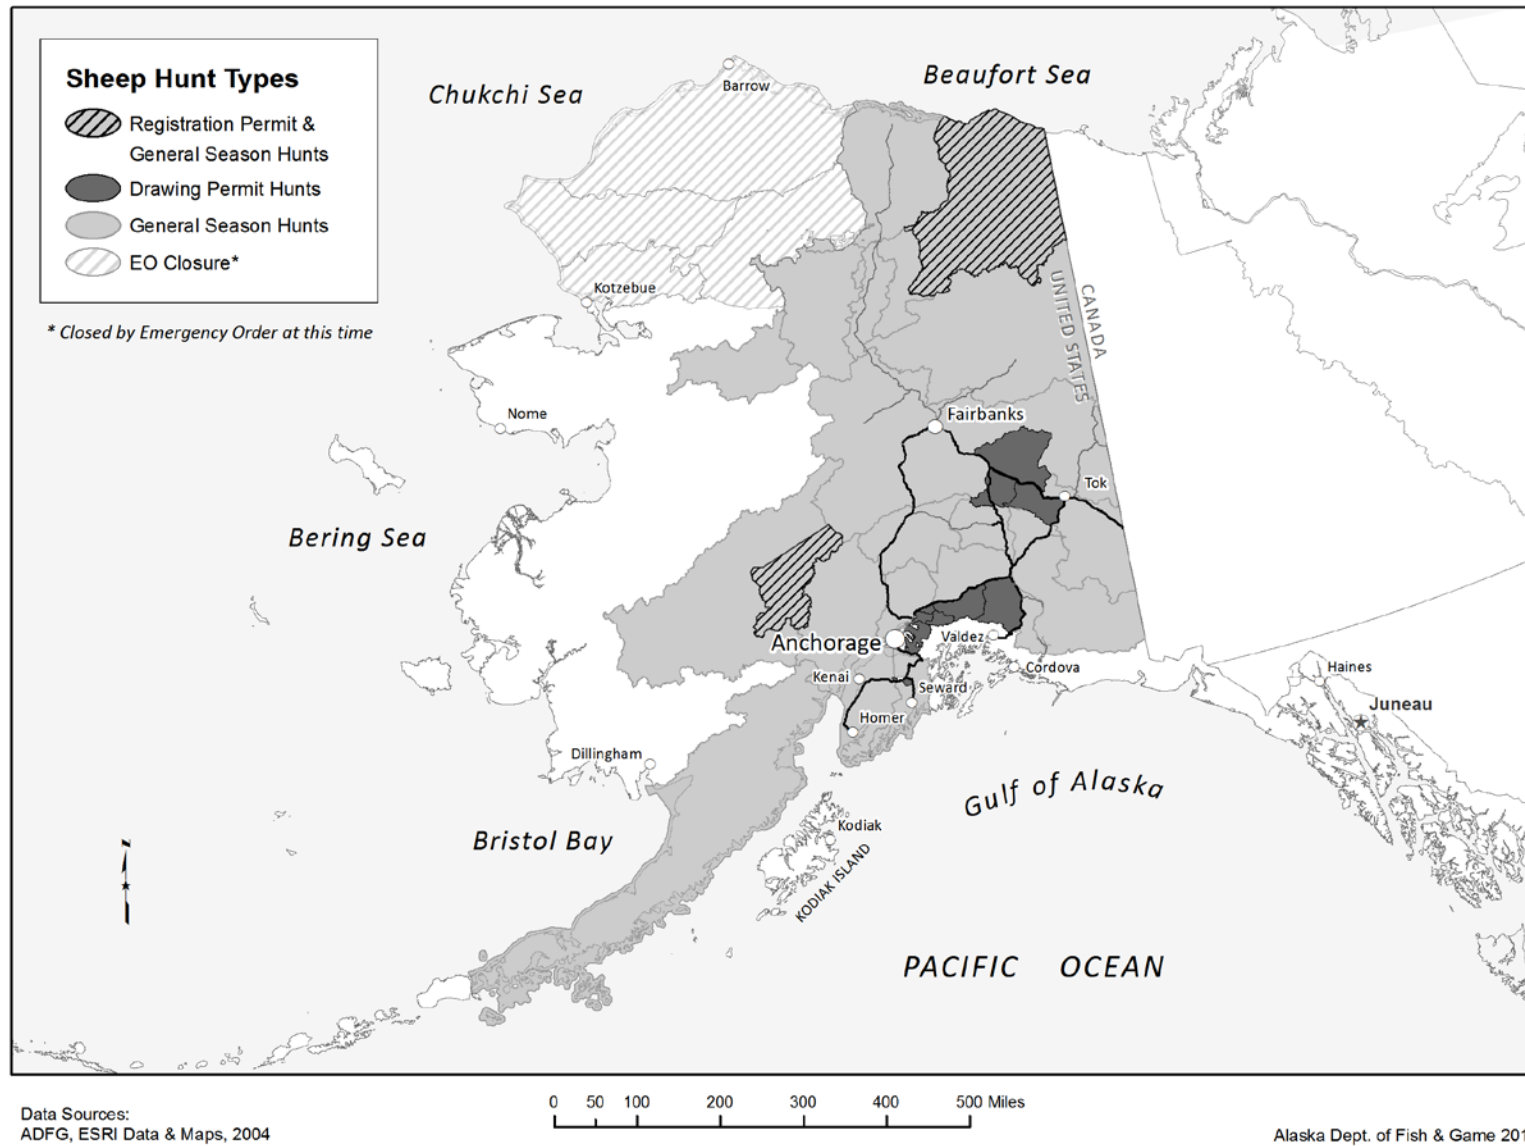 Sheep Hunt Types
Registration Permit &
General Season Hunts
Drawing Permit Hunts
General Season Hunts
EO Closure*
* Closed by Emergency Order at this time
Chukchi Sea
Beaufort Sea
Barrow
Kotzebue
CANADA
UNITED STATES
Nome
Fairbanks
Tok
Bering Sea
Anchorage
Valdez
Cordova
Kenai
Seward
Homer
Haines
Juneau
Dillingham
Gulf of Alaska
Bristol Bay
Kodiak
KODIAK ISLAND
PACIFIC OCEAN
N
0 50 100 200 300 400 500 Miles
Data Sources:
ADFG, ESRI Data & Maps, 2004
Alaska Dept. of Fish & Game 201